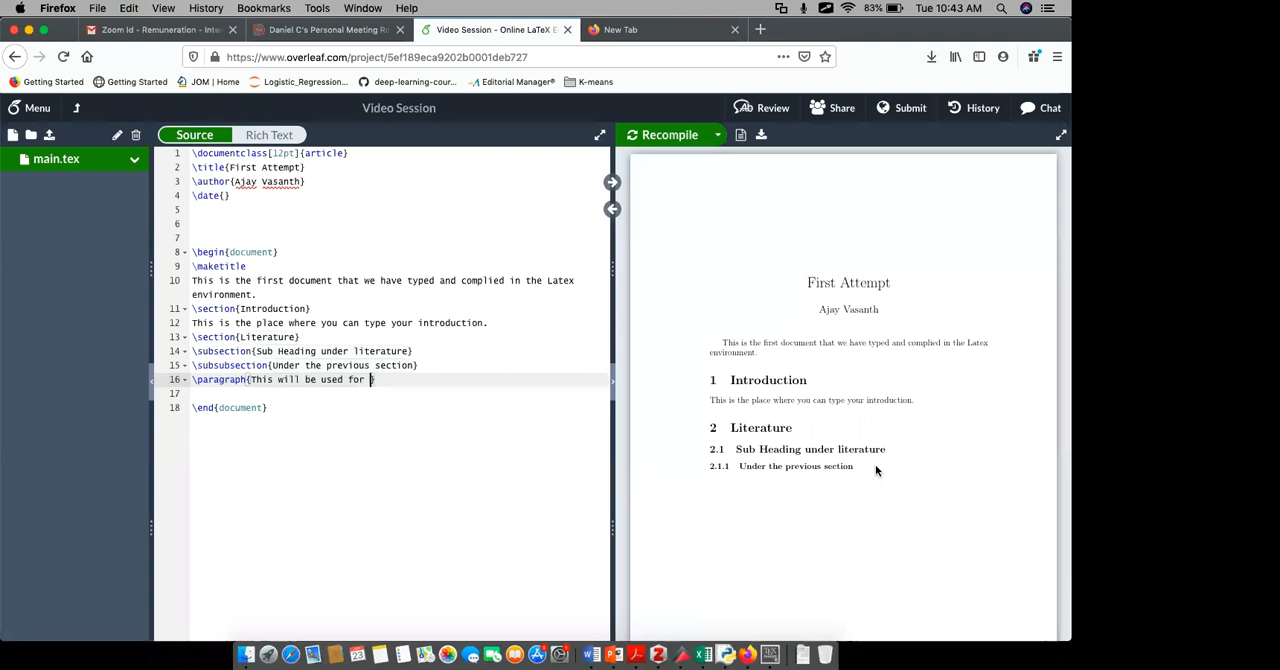 Firefox File Edit View History Bookmarks Tools Window Help 83% Tue 10:43 AM
Zoom Id - Remuneration - Inte Daniel C's Personal Meeting Ro Video Session - Online LaTeX E New Tab
https://www.overleaf.com/project/5ef189eca9202b0001deb727
Getting Started Getting Started JOM | Home Logistic_Regression... deep-learning-cour... Editorial Manager® K-means
Menu Video Session Review Share Submit History Chat
Source Rich Text Recompile
main.tex
1 \documentclass[12pt]{article}
2 \title{First Attempt}
3 \author{Ajay Vasanth}
4 \date{}
5
6
7
8 \begin{document}
9 \maketitle
10 This is the first document that we have typed and complied in the Latex
environment.
11 \section{Introduction}
12 This is the place where you can type your introduction.
13 \section{Literature}
14 \subsection{Sub Heading under literature}
15 \subsubsection{Under the previous section}
16 \paragraph{This will be used for }
17
18 \end{document}
First Attempt
Ajay Vasanth
This is the first document that we have typed and complied in the Latex
environment.
1 Introduction
This is the place where you can type your introduction.
2 Literature
2.1 Sub Heading under literature
2.1.1 Under the previous section